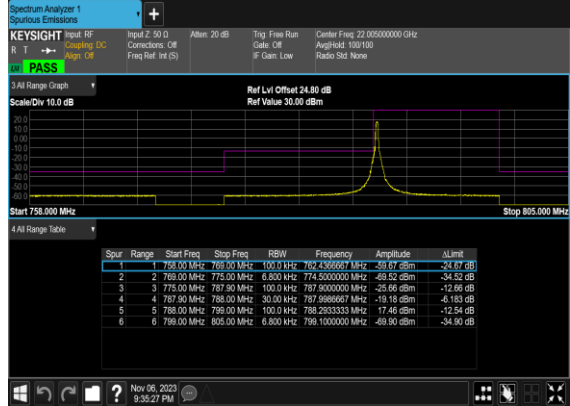 Spectrum Analyzer 1
Spurious Emissions
+
KEYSIGHT Input: RF Input Z: 50 Ω Atten: 20 dB Trig: Free Run Center Freq: 22.005000000 GHz
R T Coupling: DC Corrections: Off Gate: Off Avg|Hold: 100/100
Align: Off Freq Ref: Int (S) IF Gain: Low Radio Std: None
PASS
3 All Range Graph
Ref Lvl Offset 24.80 dB
Scale/Div 10.0 dB Ref Value 30.00 dBm
20.0
10.0
0.00
-10.0
-20.0
-30.0
-40.0
-50.0
-60.0
Start 758.000 MHz Stop 805.000 MHz
4 All Range Table
Spur Range Start Freq Stop Freq RBW Frequency Amplitude ΔLimit
1 1 758.00 MHz 769.00 MHz 100.0 kHz 762.4366667 MHz -59.67 dBm -24.67 dB
2 2 769.00 MHz 775.00 MHz 6.800 kHz 774.5000000 MHz -69.52 dBm -34.52 dB
3 3 775.00 MHz 787.90 MHz 100.0 kHz 787.9000000 MHz -25.66 dBm -12.66 dB
4 4 787.90 MHz 788.00 MHz 30.00 kHz 787.9986667 MHz -19.18 dBm -6.183 dB
5 5 788.00 MHz 799.00 MHz 100.0 kHz 788.2933333 MHz 17.46 dBm -12.54 dB
6 6 799.00 MHz 805.00 MHz 6.800 kHz 799.1000000 MHz -69.90 dBm -34.90 dB
? Nov 06, 2023
9:35:27 PM